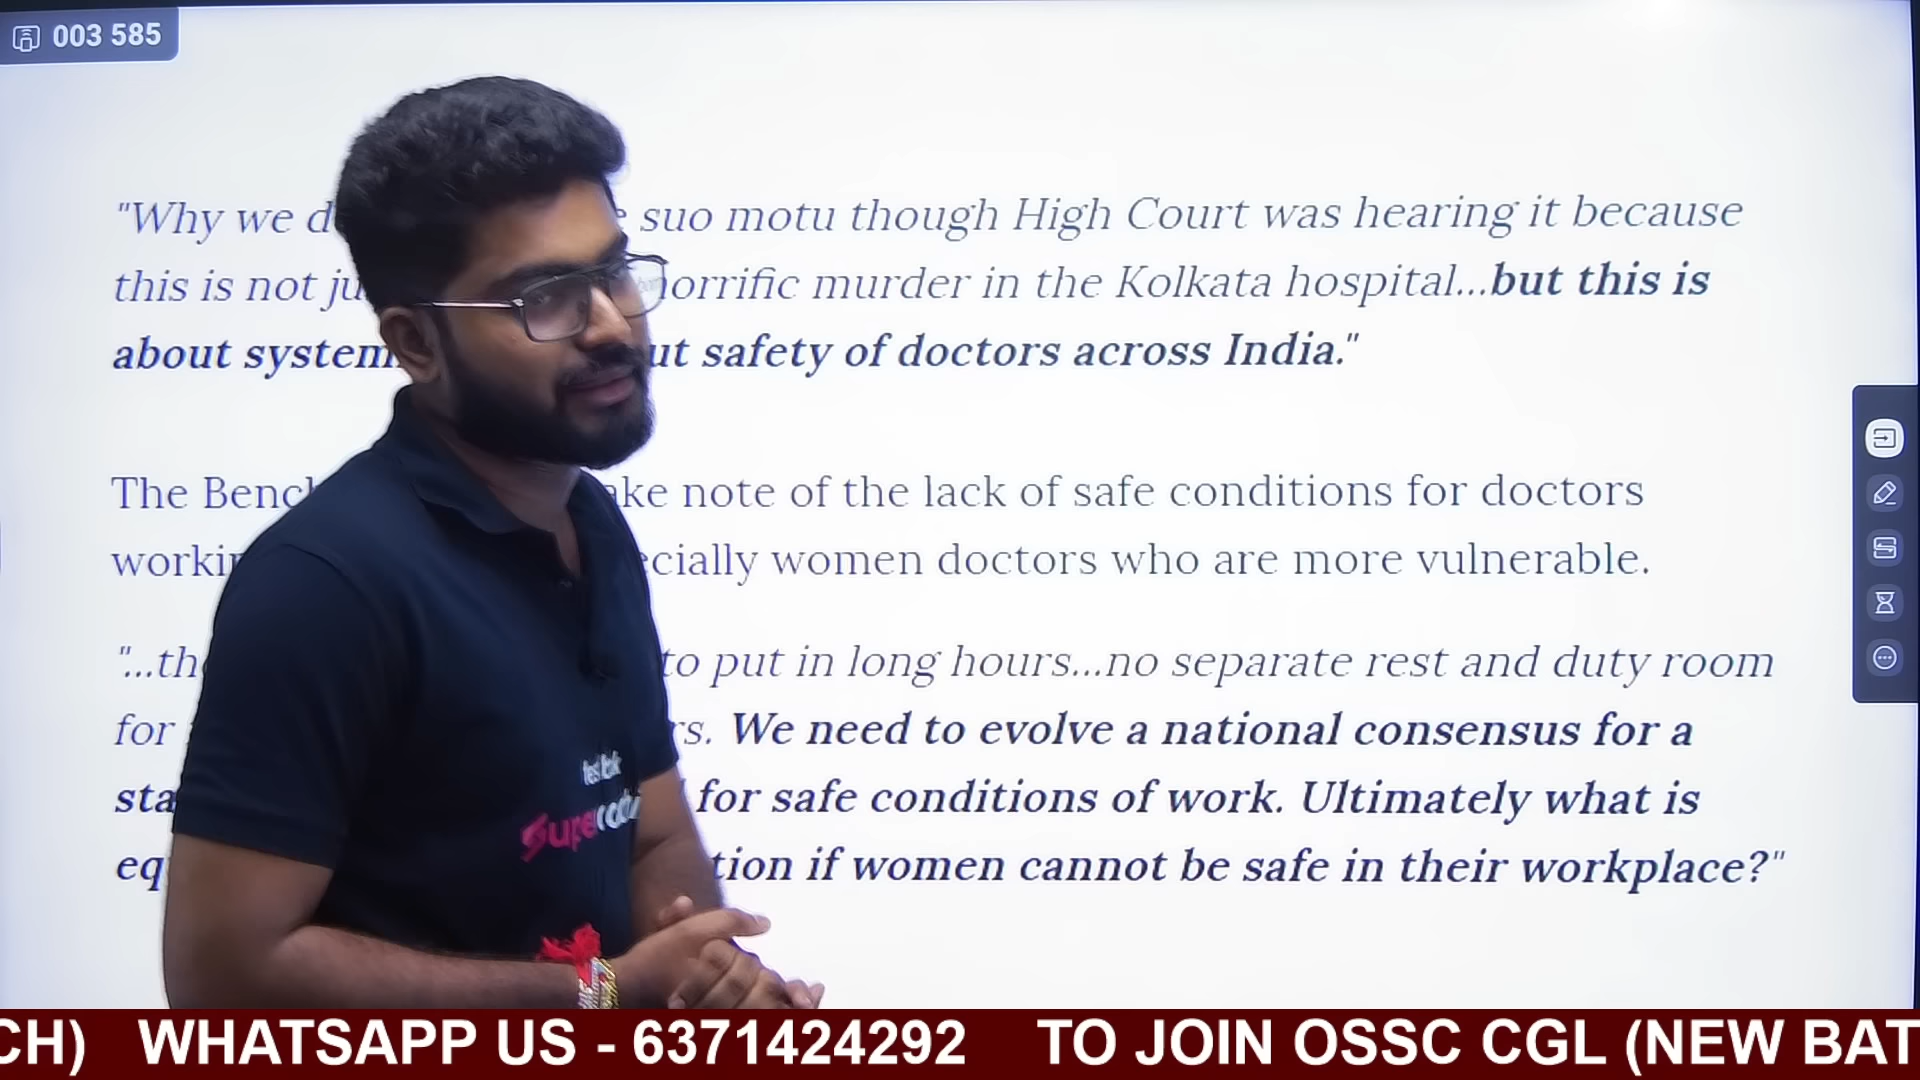 003 585
"Why we d suo motu though High Court was hearing it because
this is not ju horrific murder in the Kolkata hospital...but this is
about system ut safety of doctors across India."
The Bench ake note of the lack of safe conditions for doctors
workin ecially women doctors who are more vulnerable.
"...the to put in long hours...no separate rest and duty room
for rs. We need to evolve a national consensus for a
sta for safe conditions of work. Ultimately what is
eq tion if women cannot be safe in their workplace?"
Super
CH) WHATSAPP US - 6371424292 TO JOIN OSSC CGL (NEW BAT